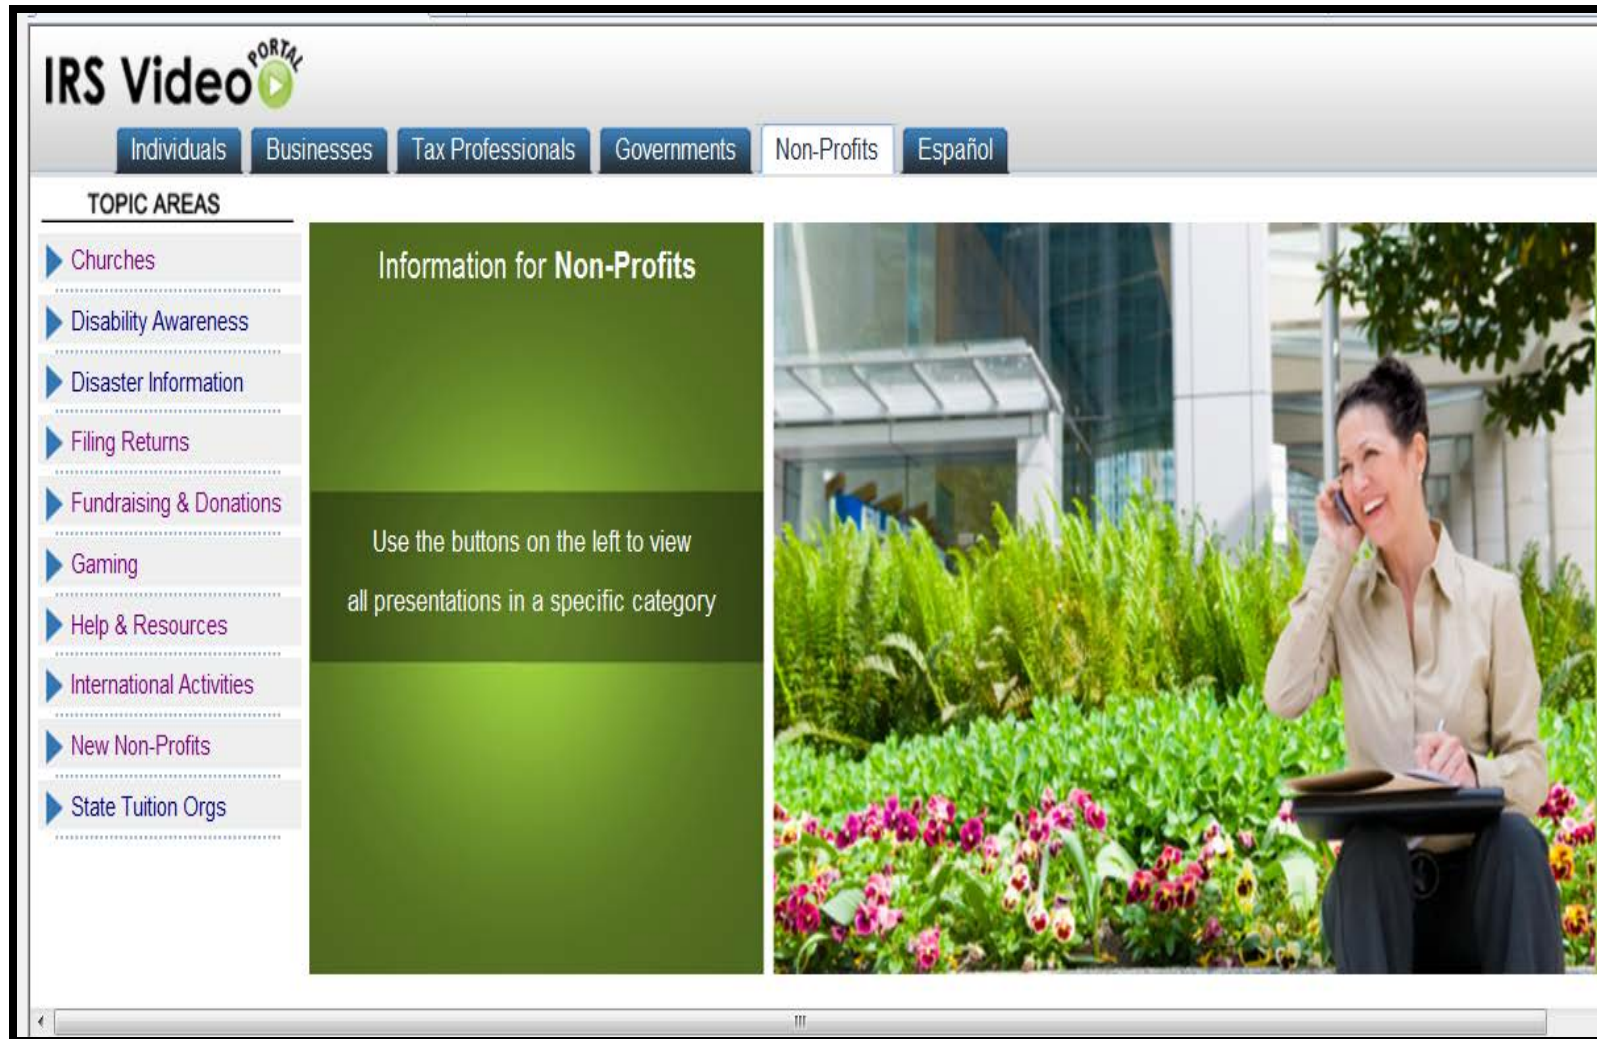 IRS Video PORTAL
Individuals Businesses Tax Professionals Governments Non-Profits Español
TOPIC AREAS
Churches
Disability Awareness
Disaster Information
Filing Returns
Fundraising & Donations
Gaming
Help & Resources
International Activities
New Non-Profits
State Tuition Orgs
Information for Non-Profits
Use the buttons on the left to view
all presentations in a specific category